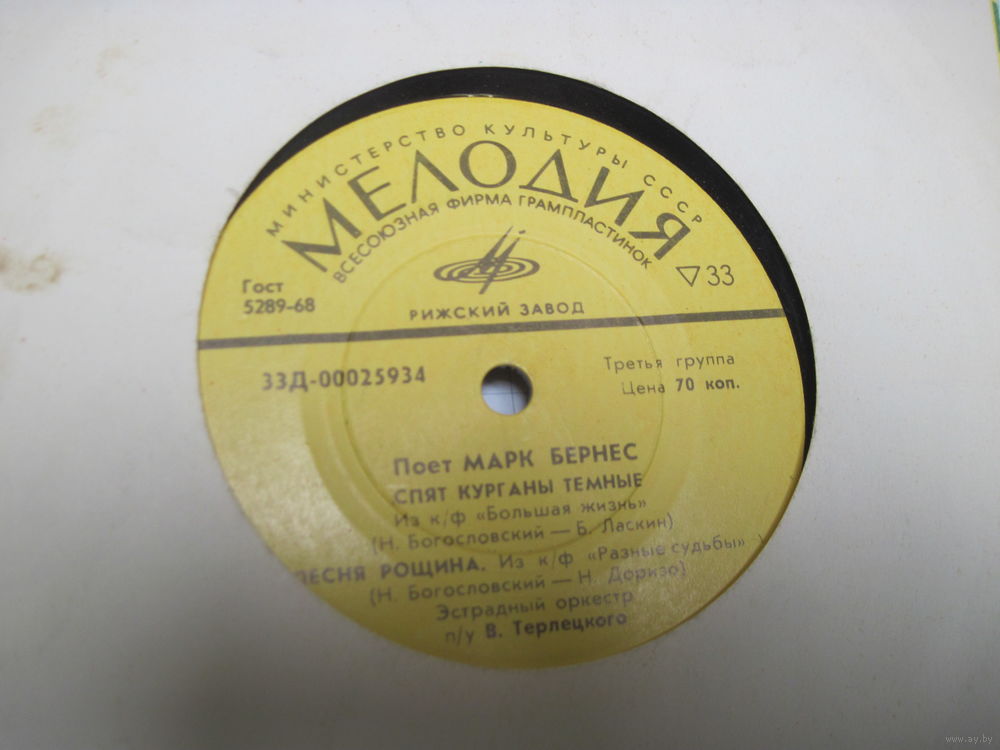 МИНИСТЕРСТВО КУЛЬТУРЫ СССР
МЕЛОДИЯ
ВСЕСОЮЗНАЯ ФИРМА ГРАМПЛАСТИНОК
Гост
5289-68
33
РИЖСКИЙ ЗАВОД
33Д-00025934
Третья группа
Цена 70 коп.
Поет МАРК БЕРНЕС
СПЯТ КУРГАНЫ ТЕМНЫЕ
Из к/ф «Большая жизнь»
(Н. Богословский — Б. Ласкин)
ПЕСНЯ РОЩИНА. Из к/ф «Разные судьбы»
(Н. Богословский — Н. Доризо)
Эстрадный оркестр
п/у В. Терлецкого
www.ay.by